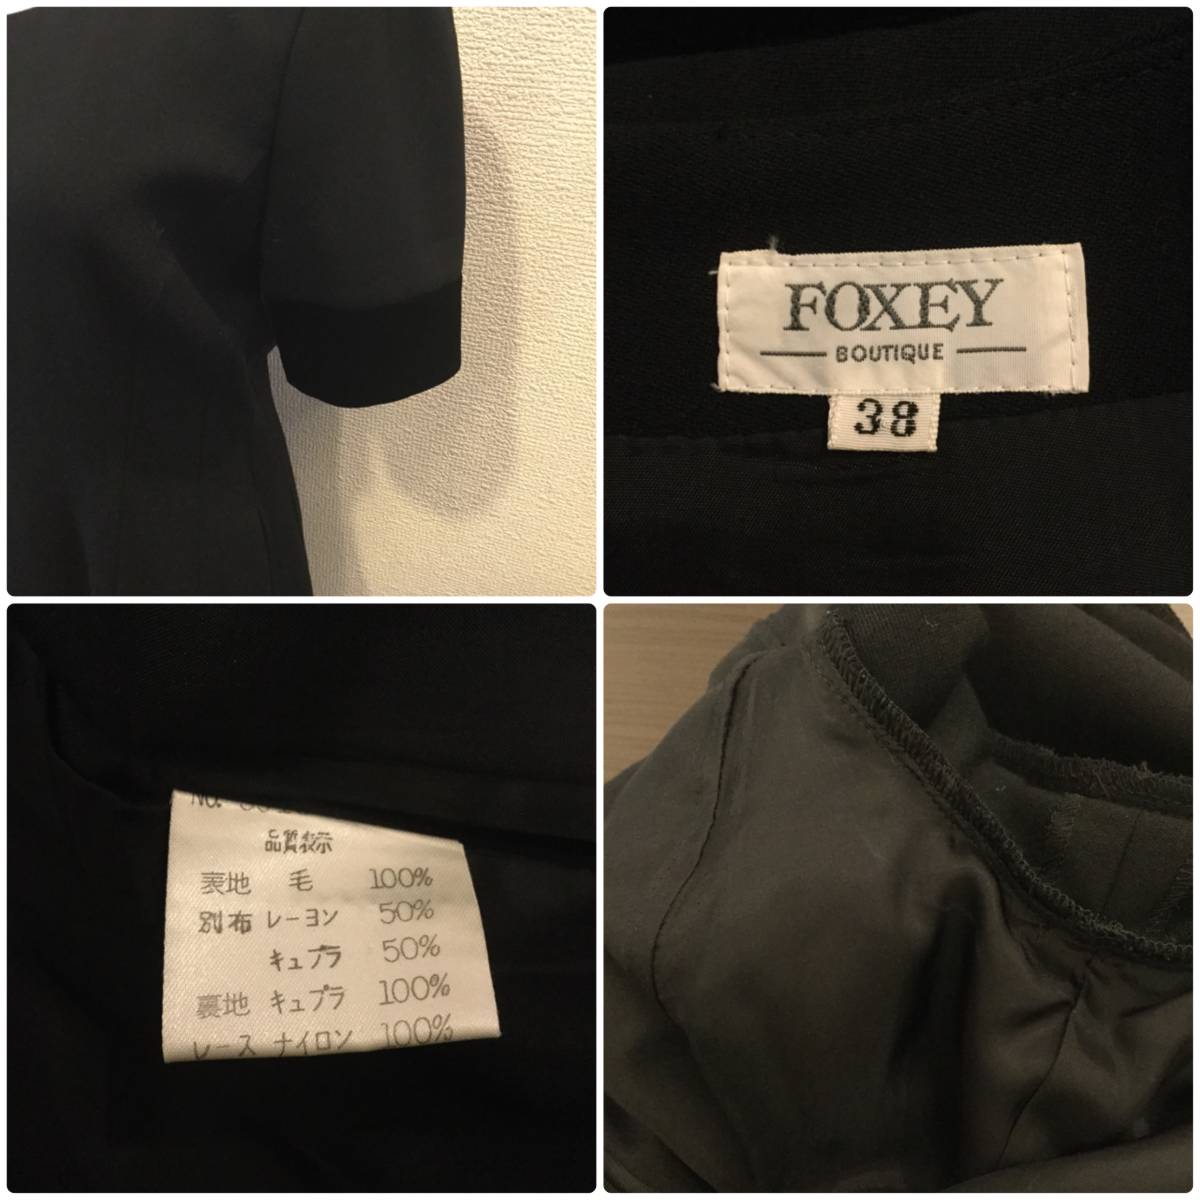 FOXEY
BOUTIQUE
38
No.
品質表示
表地 毛 100%
別布 レーヨン 50%
キュプラ 50%
裏地 キュプラ 100%
レース ナイロン 100%